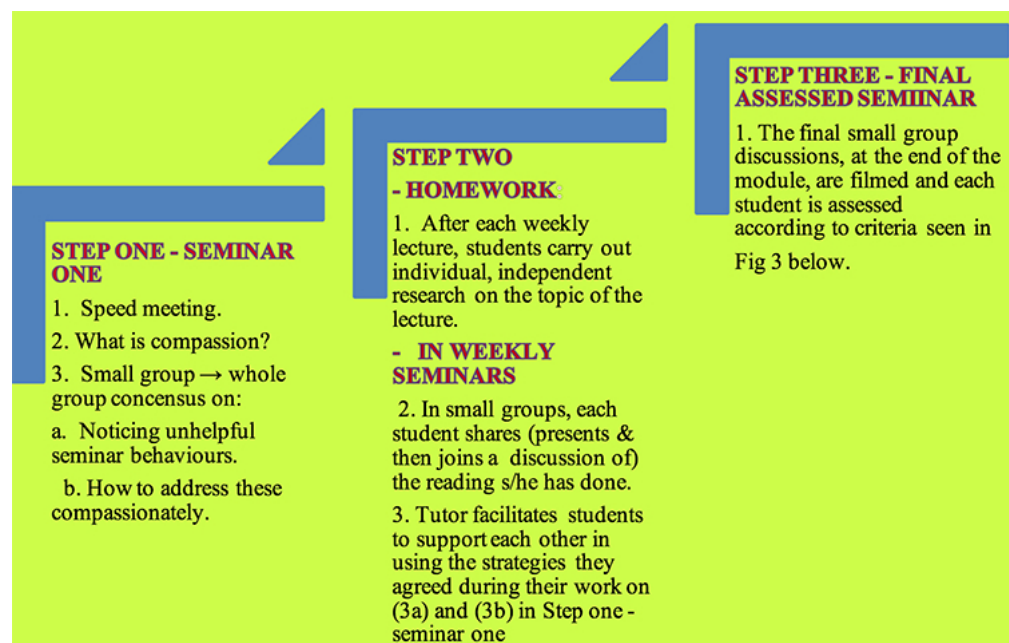 STEP ONE - SEMINAR
ONE
1. Speed meeting.
2. What is compassion?
3. Small group → whole
group concensus on:
a. Noticing unhelpful
seminar behaviours.
b. How to address these
compassionately.
STEP TWO
- HOMEWORK:
1. After each weekly
lecture, students carry out
individual, independent
research on the topic of the
lecture.
- IN WEEKLY
SEMINARS
2. In small groups, each
student shares (presents &
then joins a discussion of)
the reading s/he has done.
3. Tutor facilitates students
to support each other in
using the strategies they
agreed during their work on
(3a) and (3b) in Step one -
seminar one
STEP THREE - FINAL
ASSESSED SEMIINAR
1. The final small group
discussions, at the end of the
module, are filmed and each
student is assessed
according to criteria seen in
Fig 3 below.